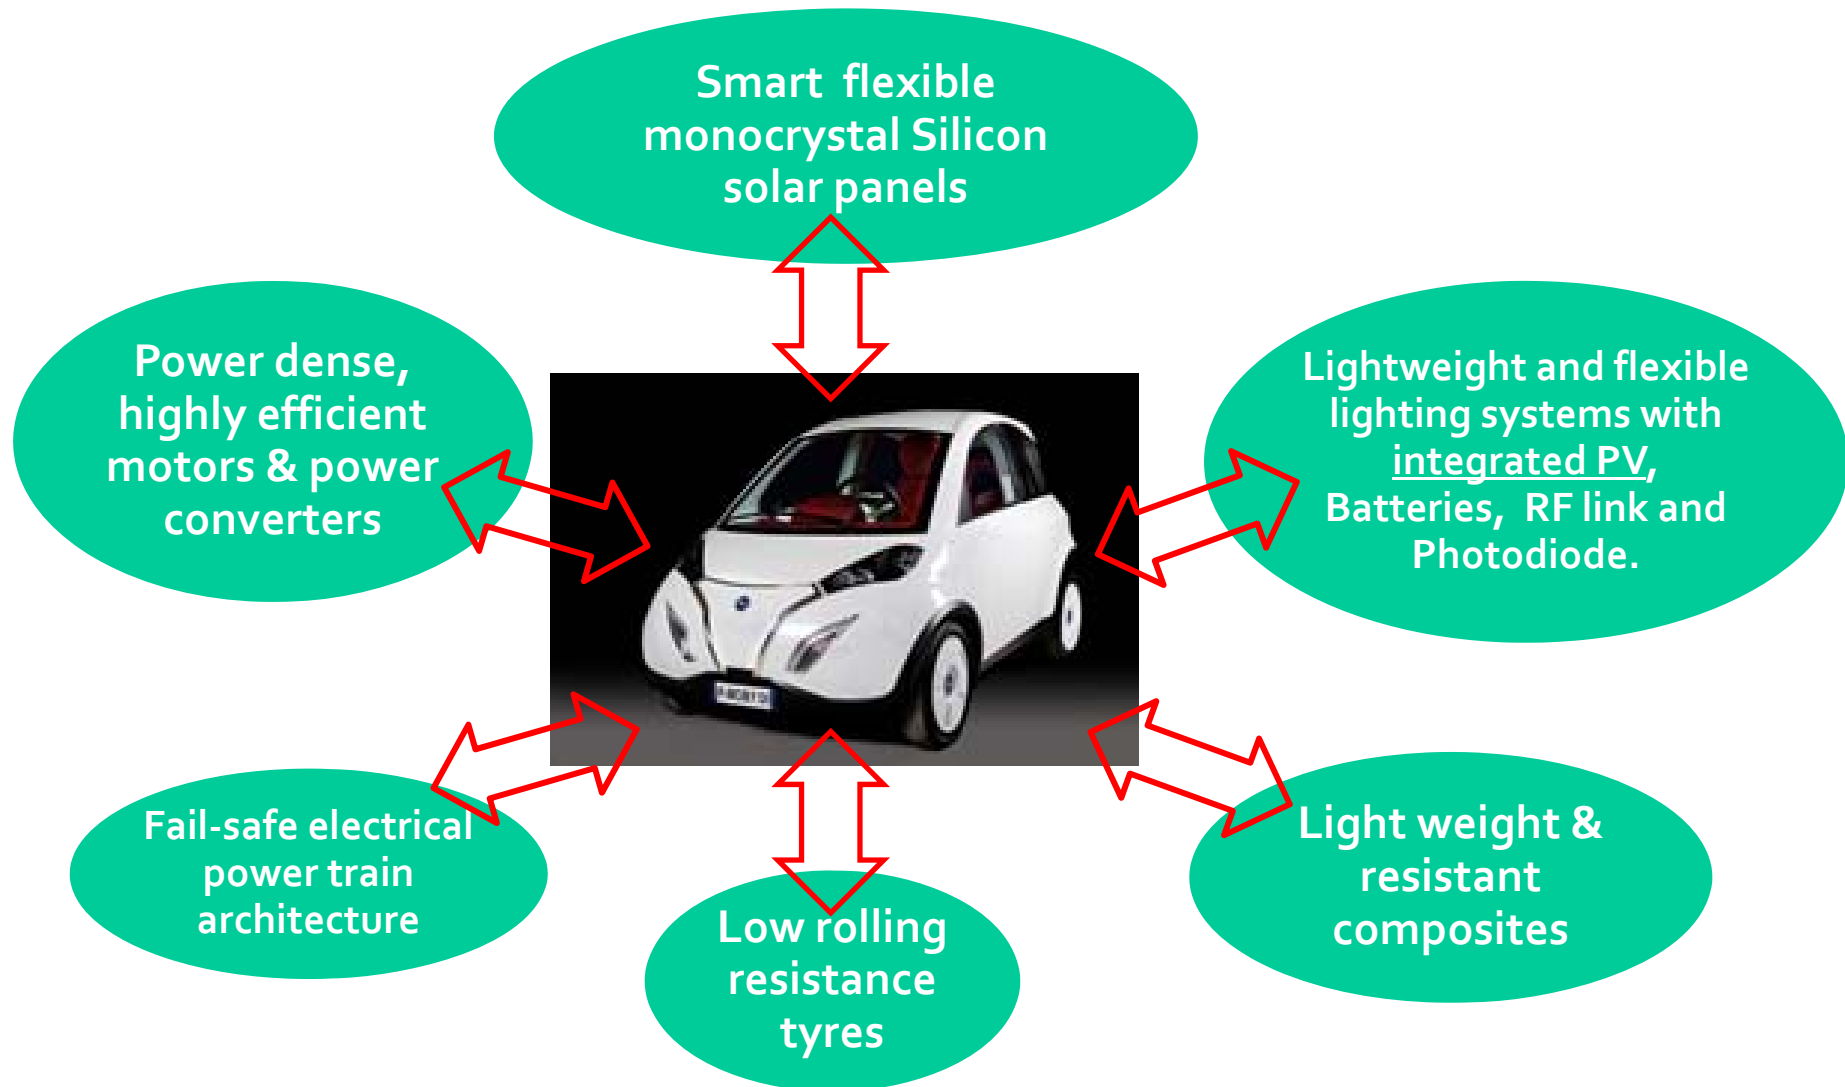 Smart flexible
monocrystal Silicon
solar panels
Power dense,
highly efficient
motors & power
converters
Lightweight and flexible
lighting systems with
integrated PV,
Batteries, RF link and
Photodiode.
Fail-safe electrical
power train
architecture
Low rolling
resistance
tyres
Light weight &
resistant
composites